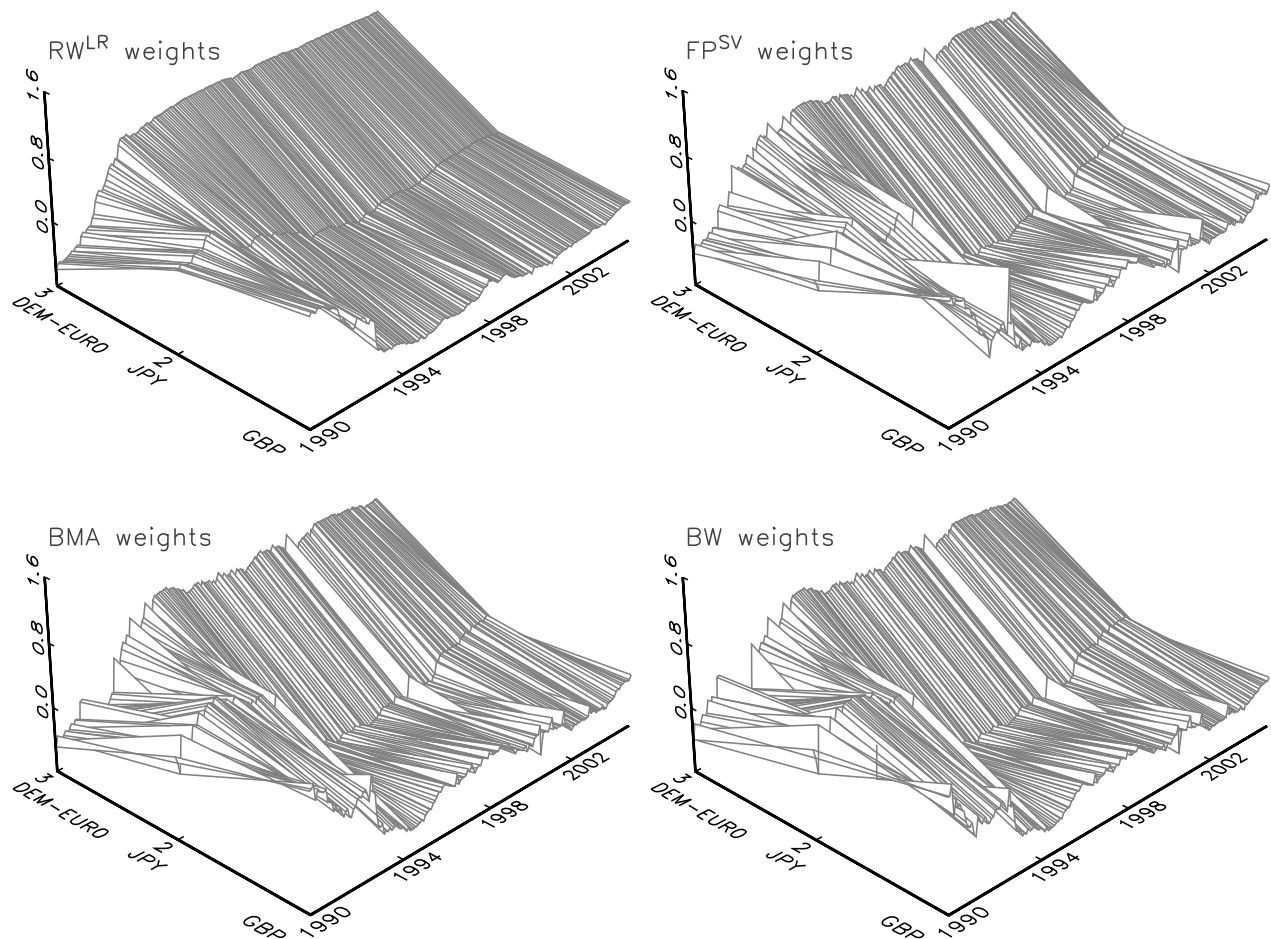 RW^LR weights
1.6
0.8
0.0
3
DEM-EURO
2
JPY
GBP
1990
1994
1998
2002
FP^SV weights
1.6
0.8
0.0
3
DEM-EURO
2
JPY
GBP
1990
1994
1998
2002
BMA weights
1.6
0.8
0.0
3
DEM-EURO
2
JPY
GBP
1990
1994
1998
2002
BW weights
1.6
0.8
0.0
3
DEM-EURO
2
JPY
GBP
1990
1994
1998
2002